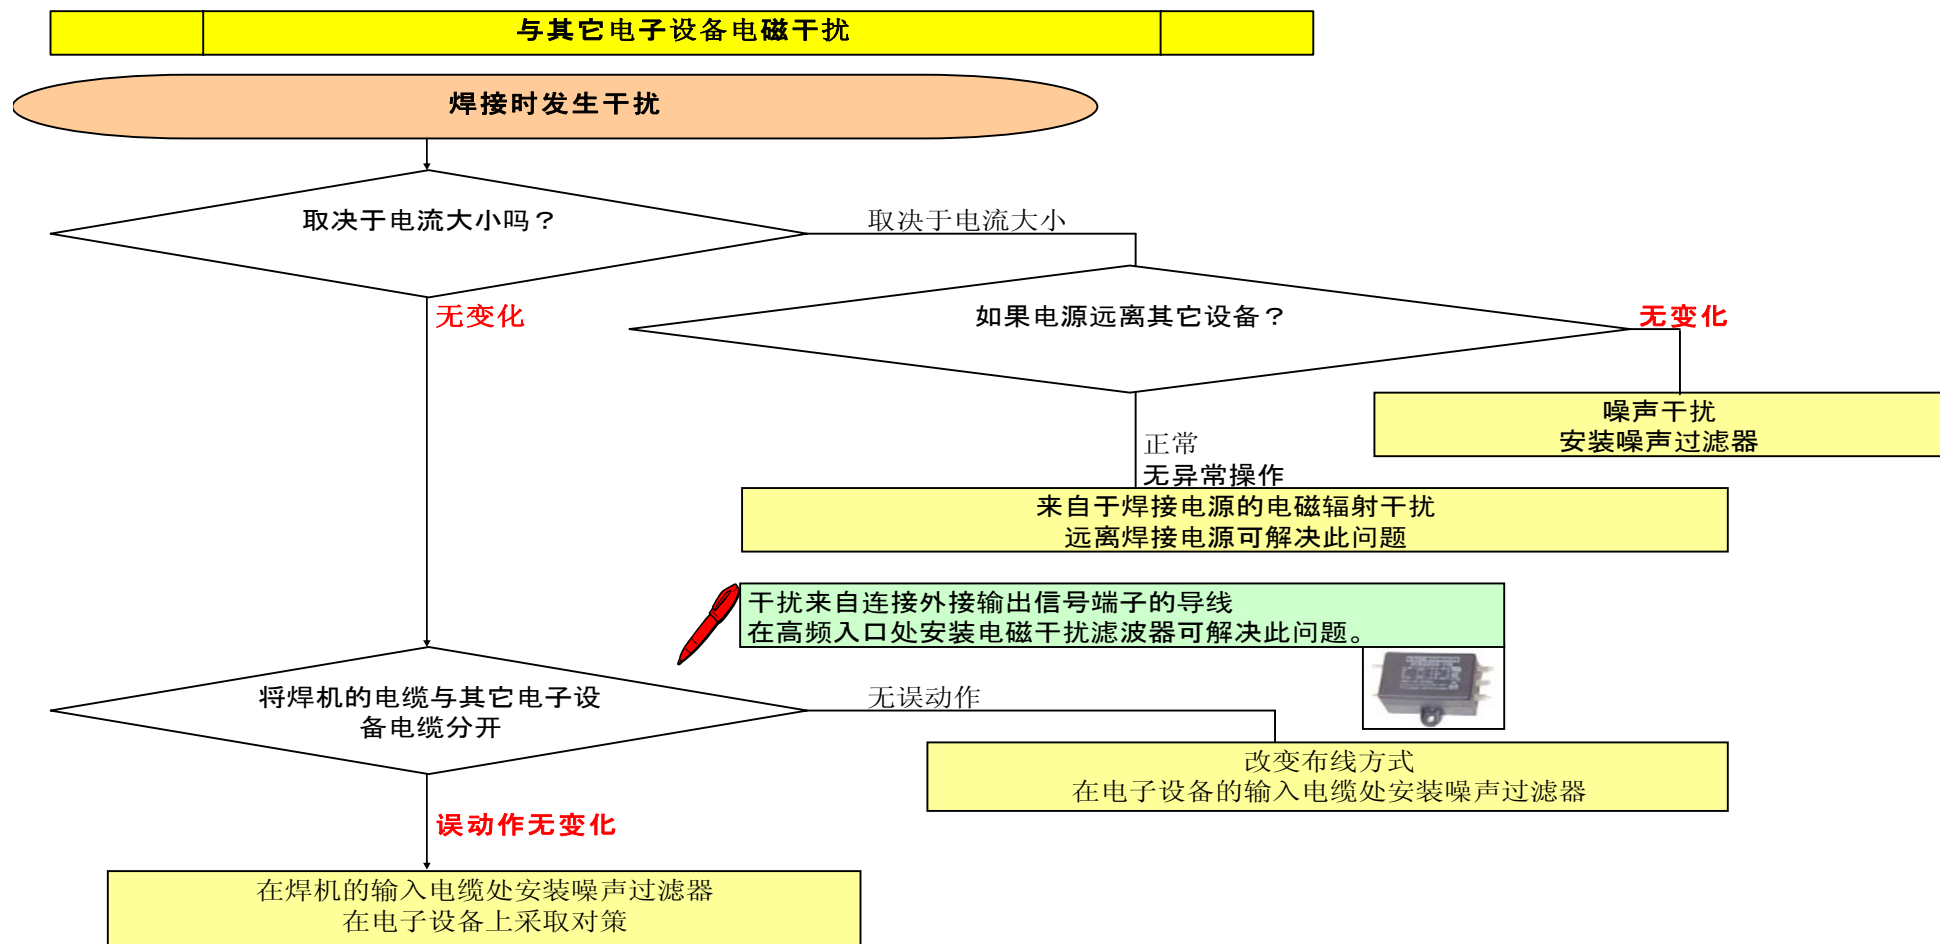 与其它电子设备电磁干扰
焊接时发生干扰
取决于电流大小吗？
取决于电流大小
无变化
如果电源远离其它设备？
无变化
噪声干扰
安装噪声过滤器
正常
无异常操作
来自于焊接电源的电磁辐射干扰
远离焊接电源可解决此问题
干扰来自连接外接输出信号端子的导线
在高频入口处安装电磁干扰滤波器可解决此问题。
将焊机的电缆与其它电子设
备电缆分开
无误动作
改变布线方式
在电子设备的输入电缆处安装噪声过滤器
误动作无变化
在焊机的输入电缆处安装噪声过滤器
在电子设备上采取对策